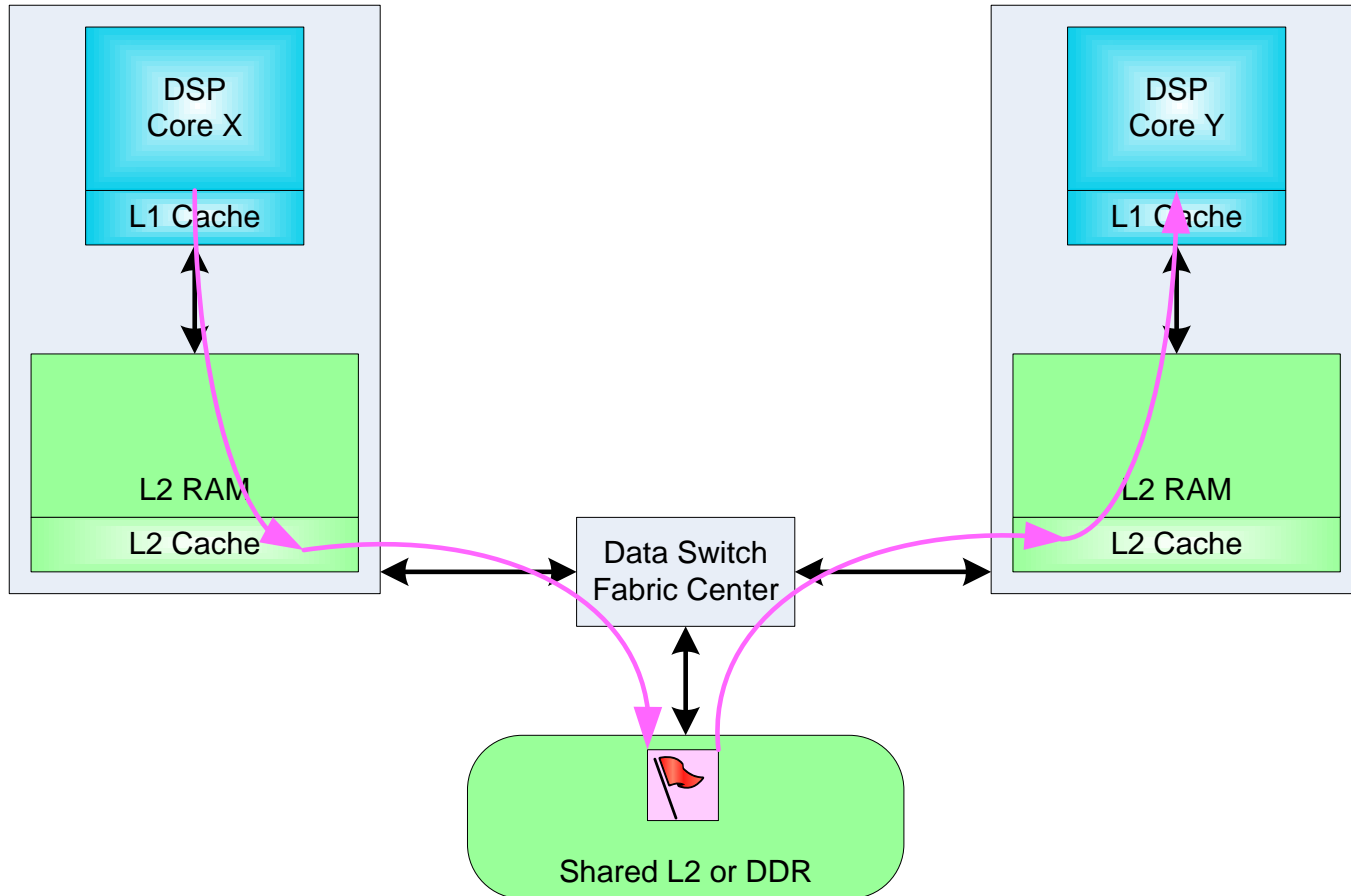 DSP
Core X
L1 Cache
L2 RAM
L2 Cache
DSP
Core Y
L1 Cache
L2 RAM
L2 Cache
Data Switch
Fabric Center
Shared L2 or DDR